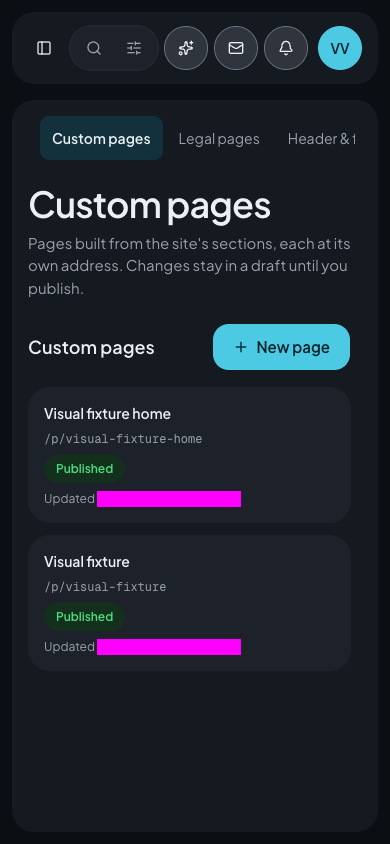 VV
Custom pages
Legal pages
Header & f
Custom pages
Pages built from the site's sections, each at its
own address. Changes stay in a draft until you
publish.
Custom pages
New page
Visual fixture home
/p/visual-fixture-home
Published
Updated
Visual fixture
/p/visual-fixture
Published
Updated